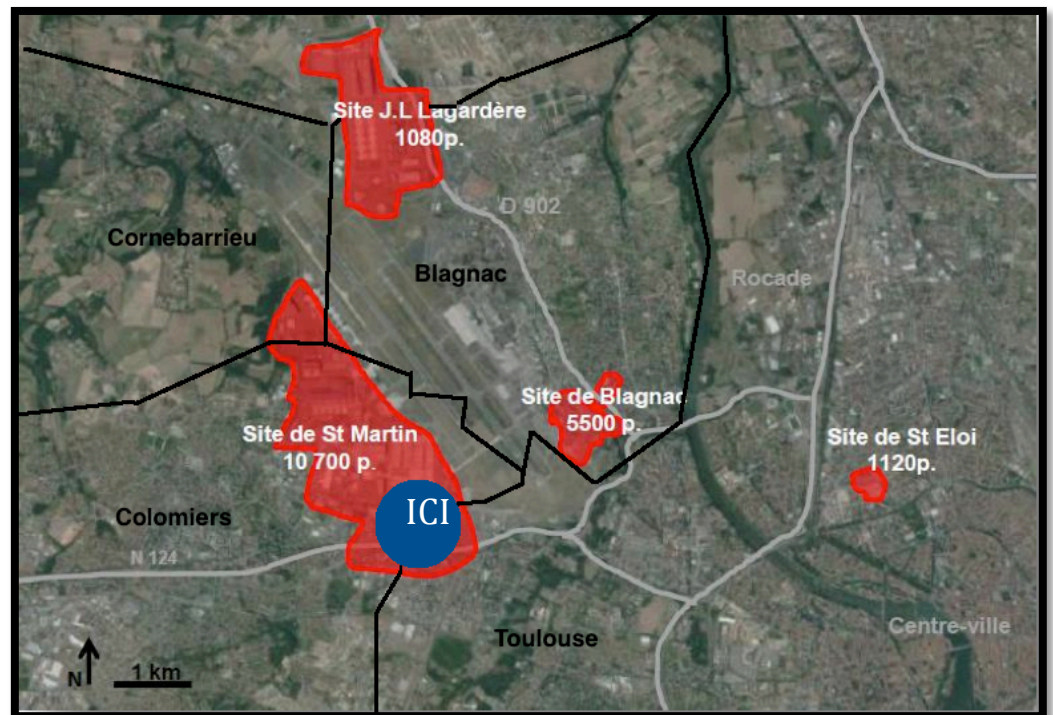 Site J.L Lagardère
1080p.
D 902
Cornebarrieu
Blagnac
Rocade
Site de Blagnac
5500 p.
Site de St Martin
10 700 p.
Site de St Eloi
1120p.
ICI
Colomiers
N 124
Toulouse
Centre-ville
N
1 km